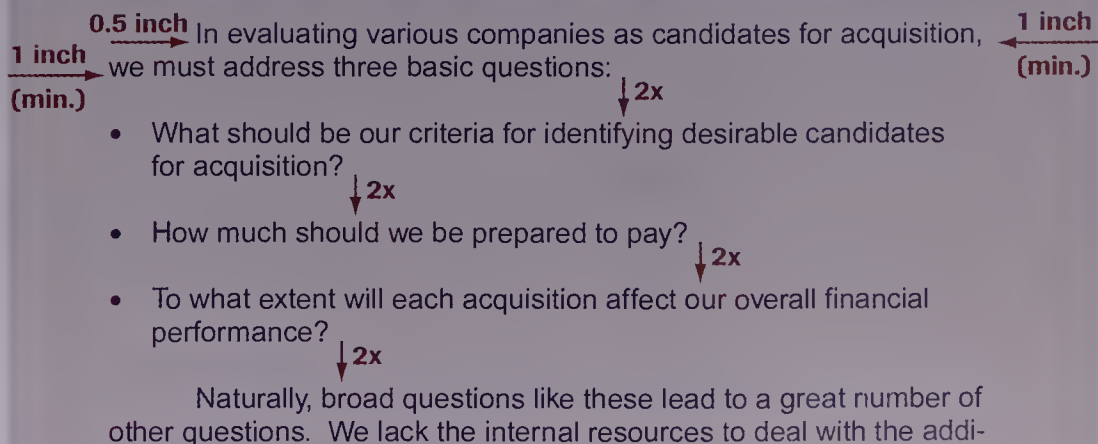 0.5 inch In evaluating various companies as candidates for acquisition, 1 inch
1 inch we must address three basic questions: (min.)
(min.) 2x
• What should be our criteria for identifying desirable candidates
for acquisition?
2x
• How much should we be prepared to pay?
2x
• To what extent will each acquisition affect our overall financial
performance?
2x
Naturally, broad questions like these lead to a great number of
other questions. We lack the internal resources to deal with the addi-